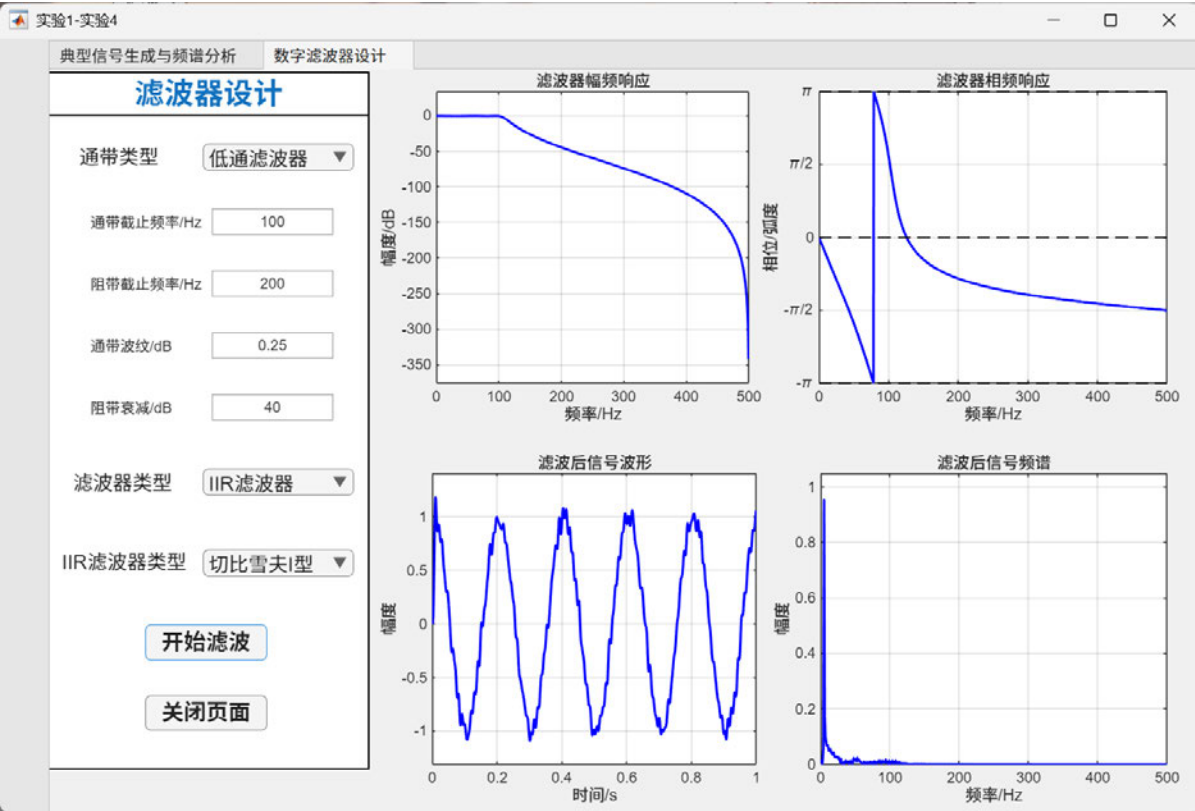 实验1-实验4
典型信号生成与频谱分析
数字滤波器设计
滤波器设计
通带类型
低通滤波器
通带截止频率/Hz
100
阻带截止频率/Hz
200
通带波纹/dB
0.25
阻带衰减/dB
40
滤波器类型
IIR滤波器
IIR滤波器类型
切比雪夫I型
开始滤波
关闭页面
滤波器幅频响应
幅度/dB
0
-50
-100
-150
-200
-250
-300
-350
0 100 200 300 400 500
频率/Hz
滤波器相频响应
相位/弧度
π
π/2
0
-π/2
-π
0 100 200 300 400 500
频率/Hz
滤波后信号波形
幅度
1
0.5
0
-0.5
-1
0 0.2 0.4 0.6 0.8 1
时间/s
滤波后信号频谱
幅度
1
0.8
0.6
0.4
0.2
0
0 100 200 300 400 500
频率/Hz